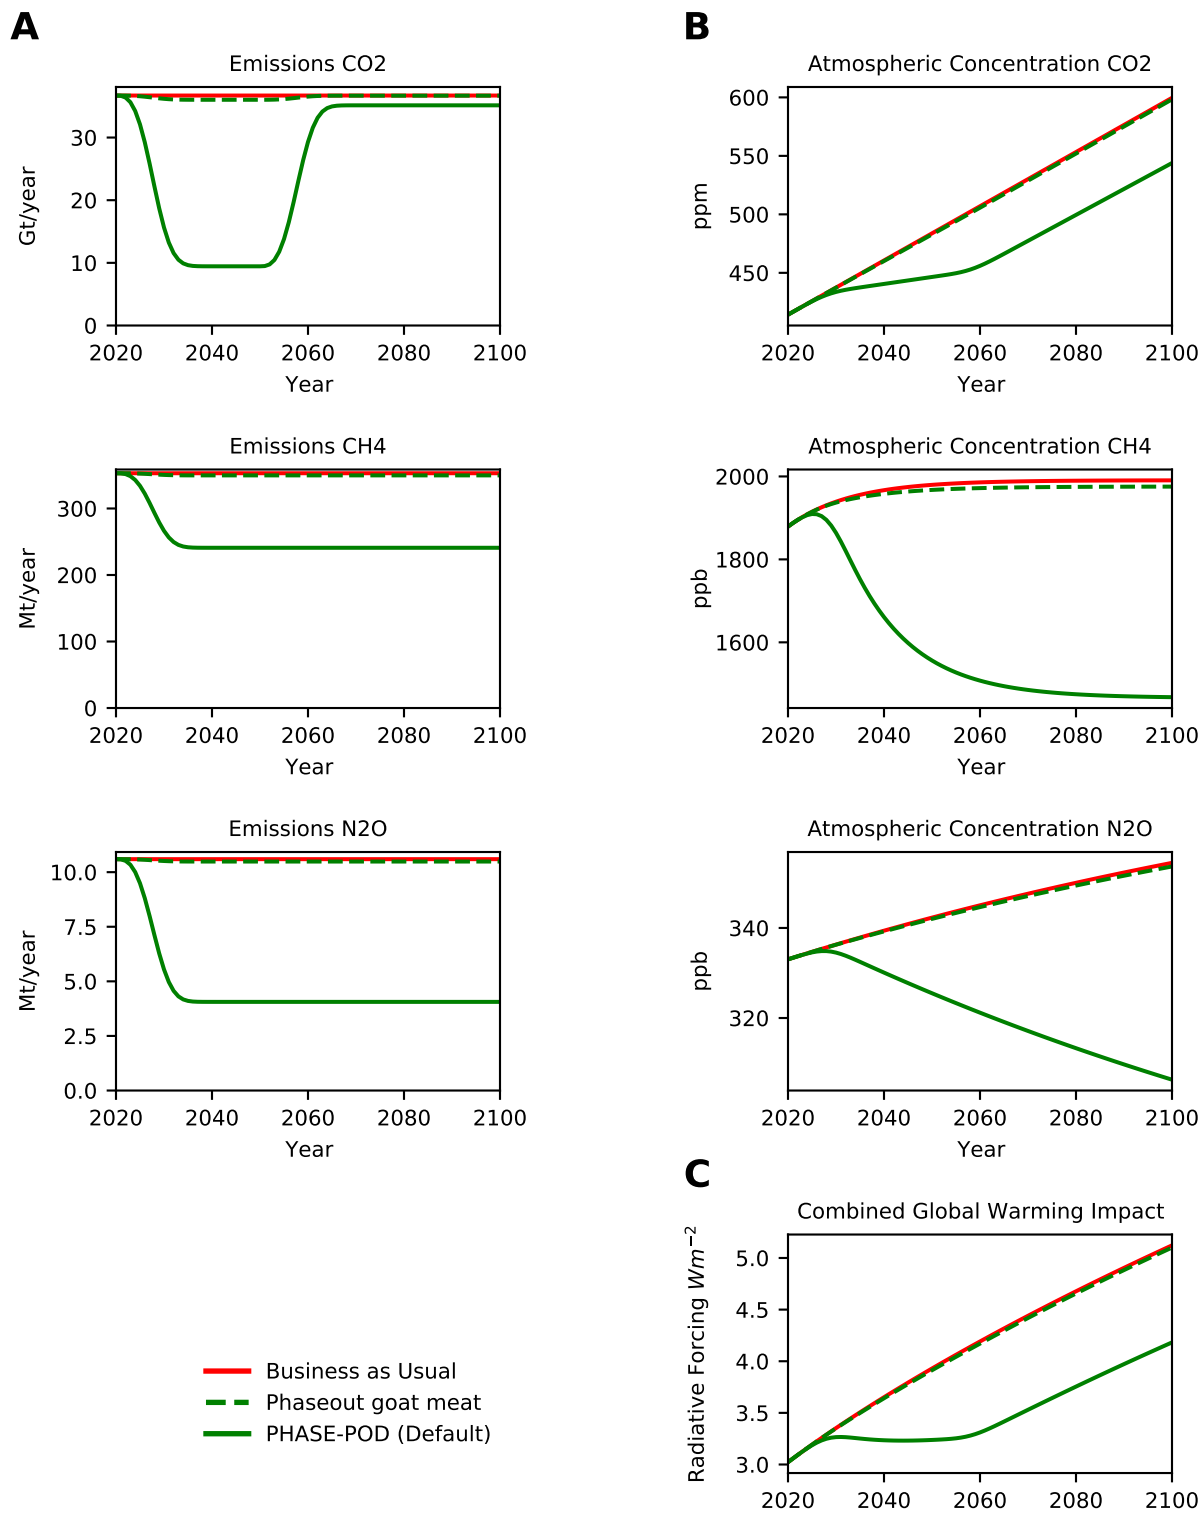 A
B
Emissions CO2
Gt/year
30
20
10
0
2020 2040 2060 2080 2100
Year
Atmospheric Concentration CO2
ppm
600
550
500
450
2020 2040 2060 2080 2100
Year
Emissions CH4
Mt/year
300
200
100
0
2020 2040 2060 2080 2100
Year
Atmospheric Concentration CH4
ppb
2000
1800
1600
2020 2040 2060 2080 2100
Year
Emissions N2O
Mt/year
10.0
7.5
5.0
2.5
0.0
2020 2040 2060 2080 2100
Year
Atmospheric Concentration N2O
ppb
340
320
2020 2040 2060 2080 2100
Year
C
Combined Global Warming Impact
Radiative Forcing Wm⁻²
5.0
4.5
4.0
3.5
3.0
2020 2040 2060 2080 2100
Business as Usual
Phaseout goat meat
PHASE-POD (Default)